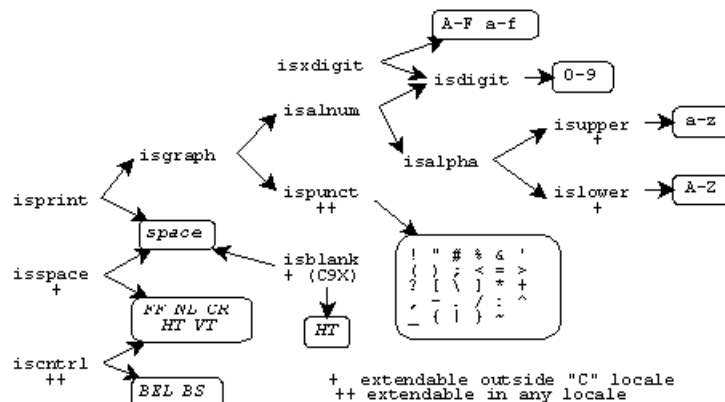 A-F a-f
isxdigit
isdigit
0-9
isalnum
isupper
+
a-z
isgraph
isalpha
isprint
ispunct
++
islower
+
A-Z
space
isspace
+
isblank
+ (C9X)
! " # % & '
( ) ; < = >
? [ \ ] * +
, - . / : ^
_ { | } ~
FF NL CR
HT VT
HT
iscntrl
++
BEL BS
+ extendable outside "C" locale
++ extendable in any locale